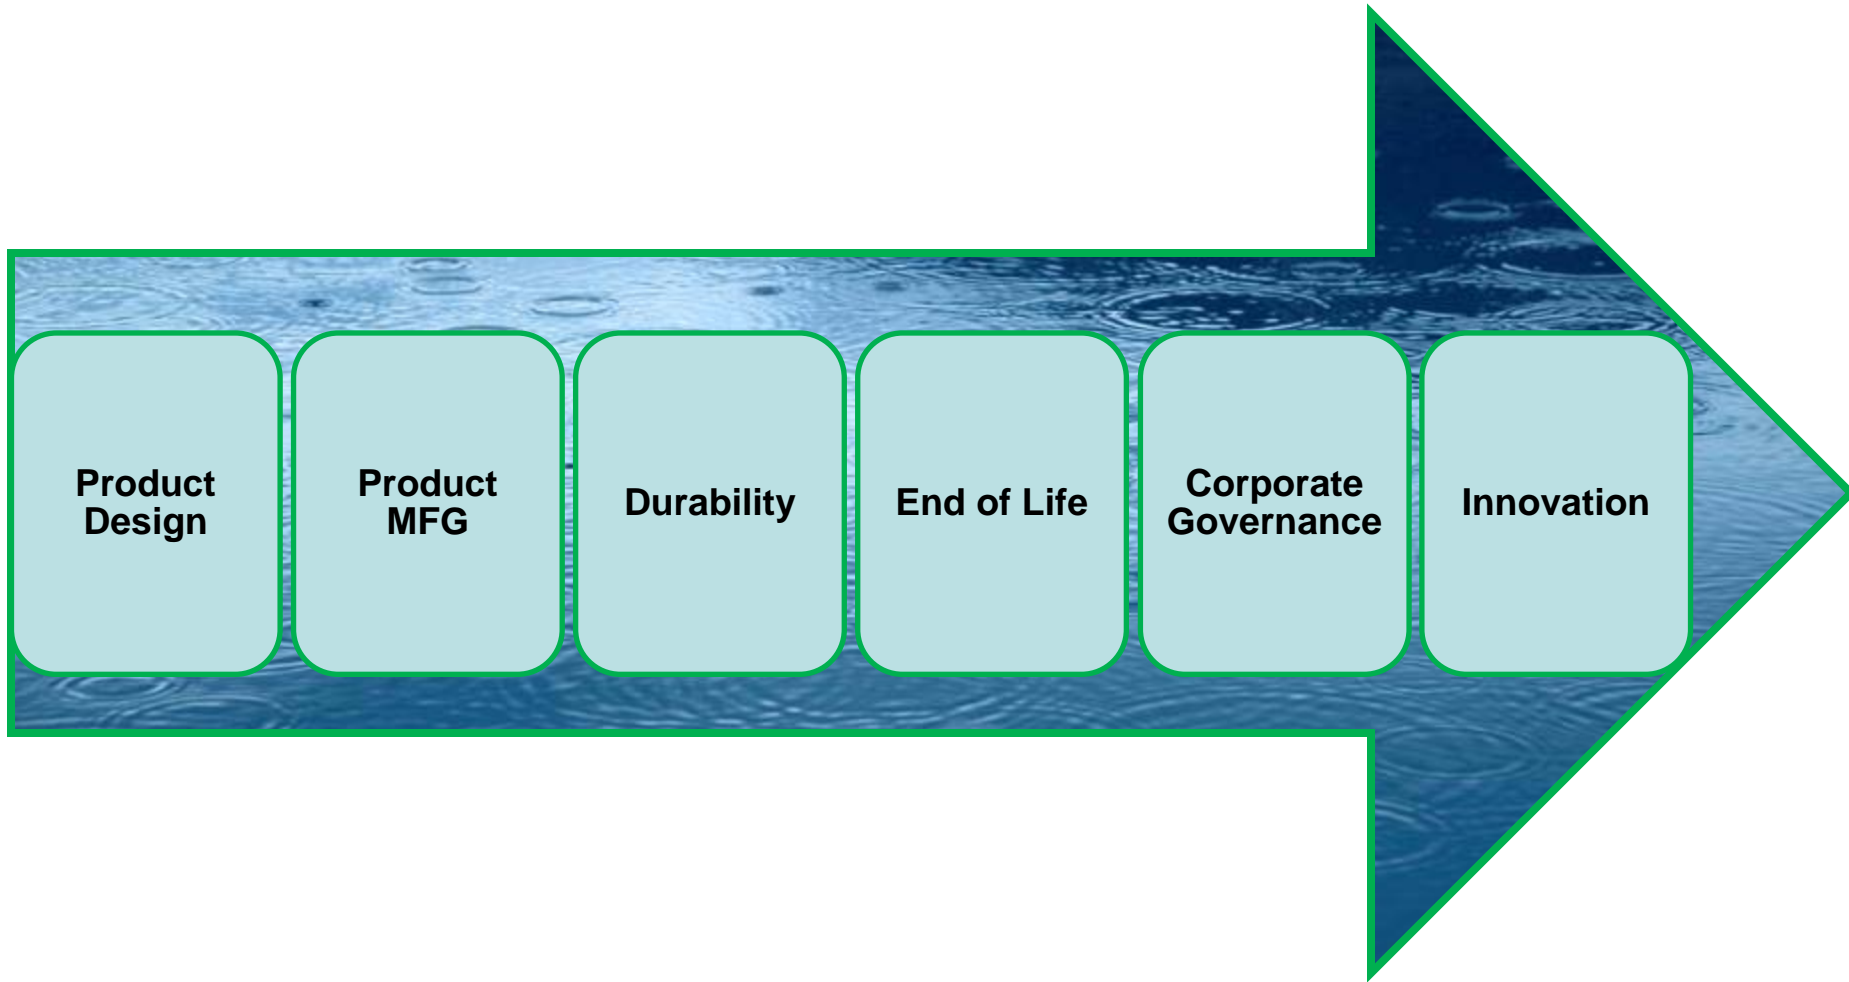 Product
Design
Product
MFG
Durability
End of Life
Corporate
Governance
Innovation